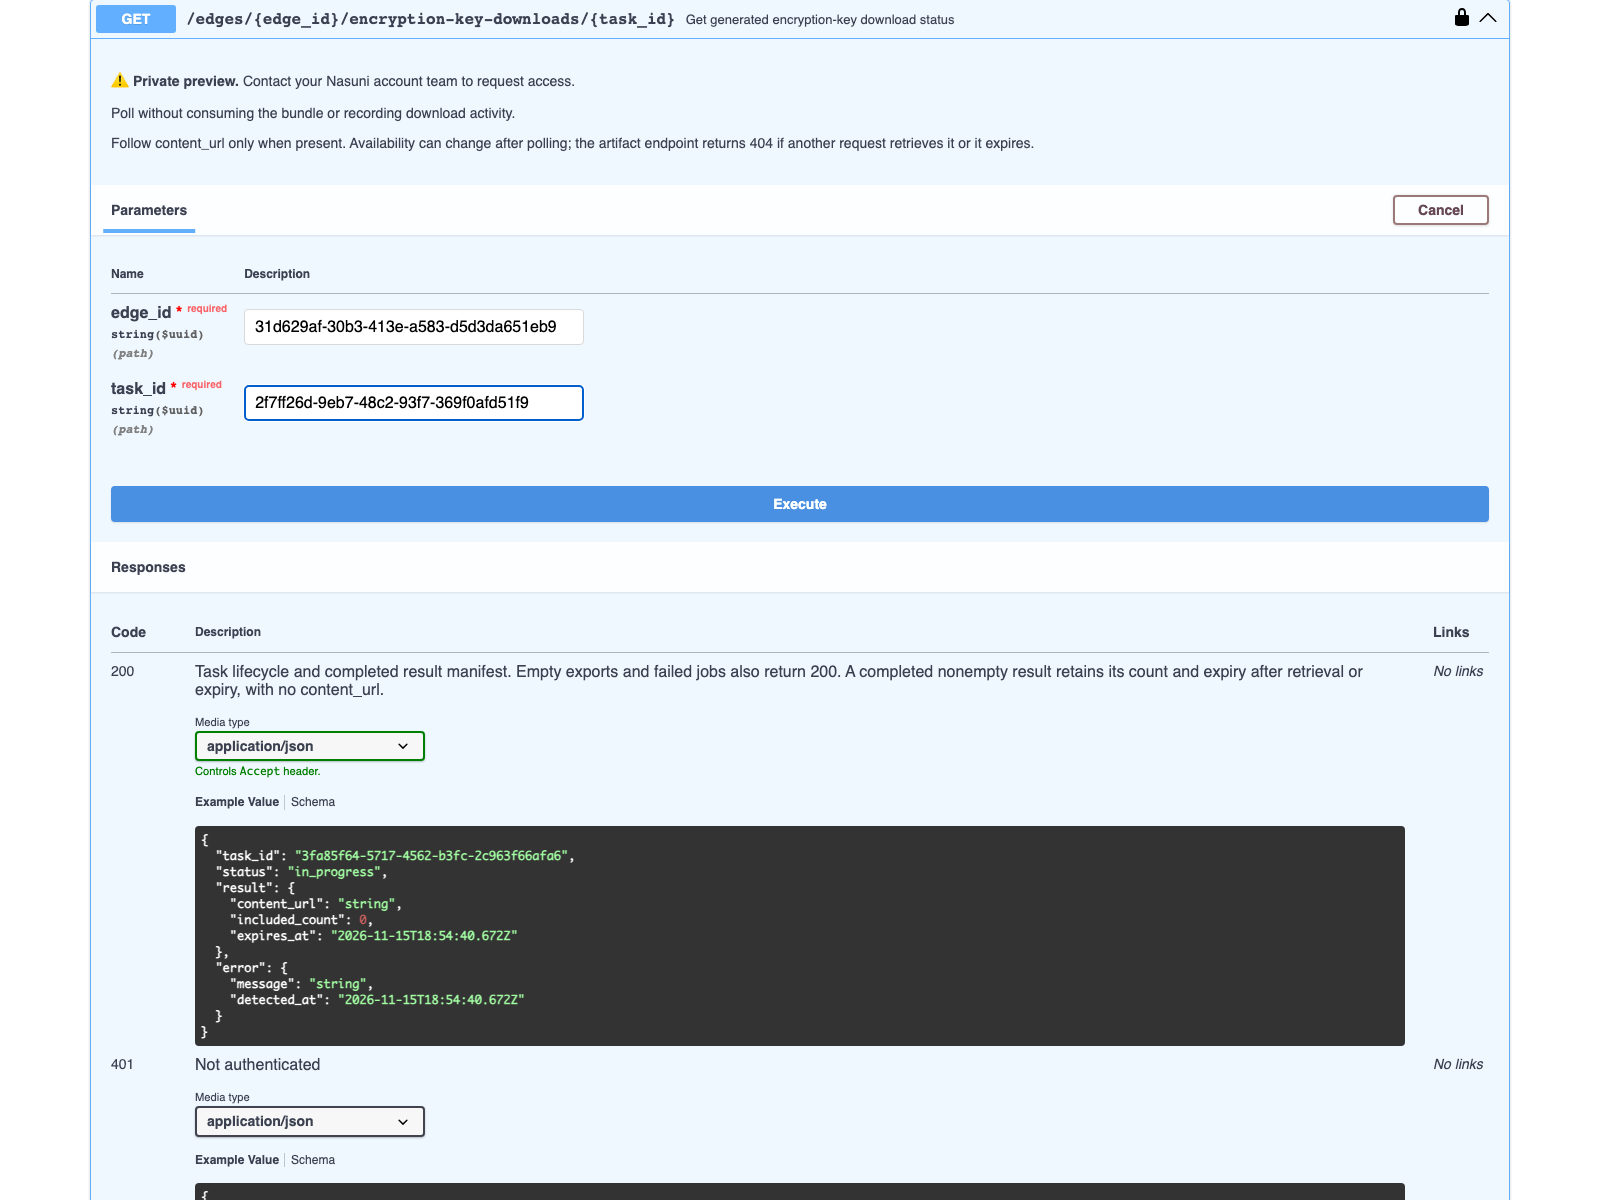 GET /edges/{edge_id}/encryption-key-downloads/{task_id} Get generated encryption-key download status
⚠ Private preview. Contact your Nasuni account team to request access.
Poll without consuming the bundle or recording download activity.
Follow content_url only when present. Availability can change after polling; the artifact endpoint returns 404 if another request retrieves it or it expires.
Parameters
Cancel
Name Description
edge_id * required
string($uuid)
(path)
31d629af-30b3-413e-a583-d5d3da651eb9
task_id * required
string($uuid)
(path)
2f7ff26d-9eb7-48c2-93f7-369f0afd51f9
Execute
Responses
Code Description Links
200 Task lifecycle and completed result manifest. Empty exports and failed jobs also return 200. A completed nonempty result retains its count and expiry after retrieval or No links
expiry, with no content_url.
Media type
application/json
Controls Accept header.
Example Value Schema
{
  "task_id": "3fa85f64-5717-4562-b3fc-2c963f66afa6",
  "status": "in_progress",
  "result": {
    "content_url": "string",
    "included_count": 0,
    "expires_at": "2026-11-15T18:54:40.672Z"
  },
  "error": {
    "message": "string",
    "detected_at": "2026-11-15T18:54:40.672Z"
  }
}
401 Not authenticated No links
Media type
application/json
Example Value Schema
{